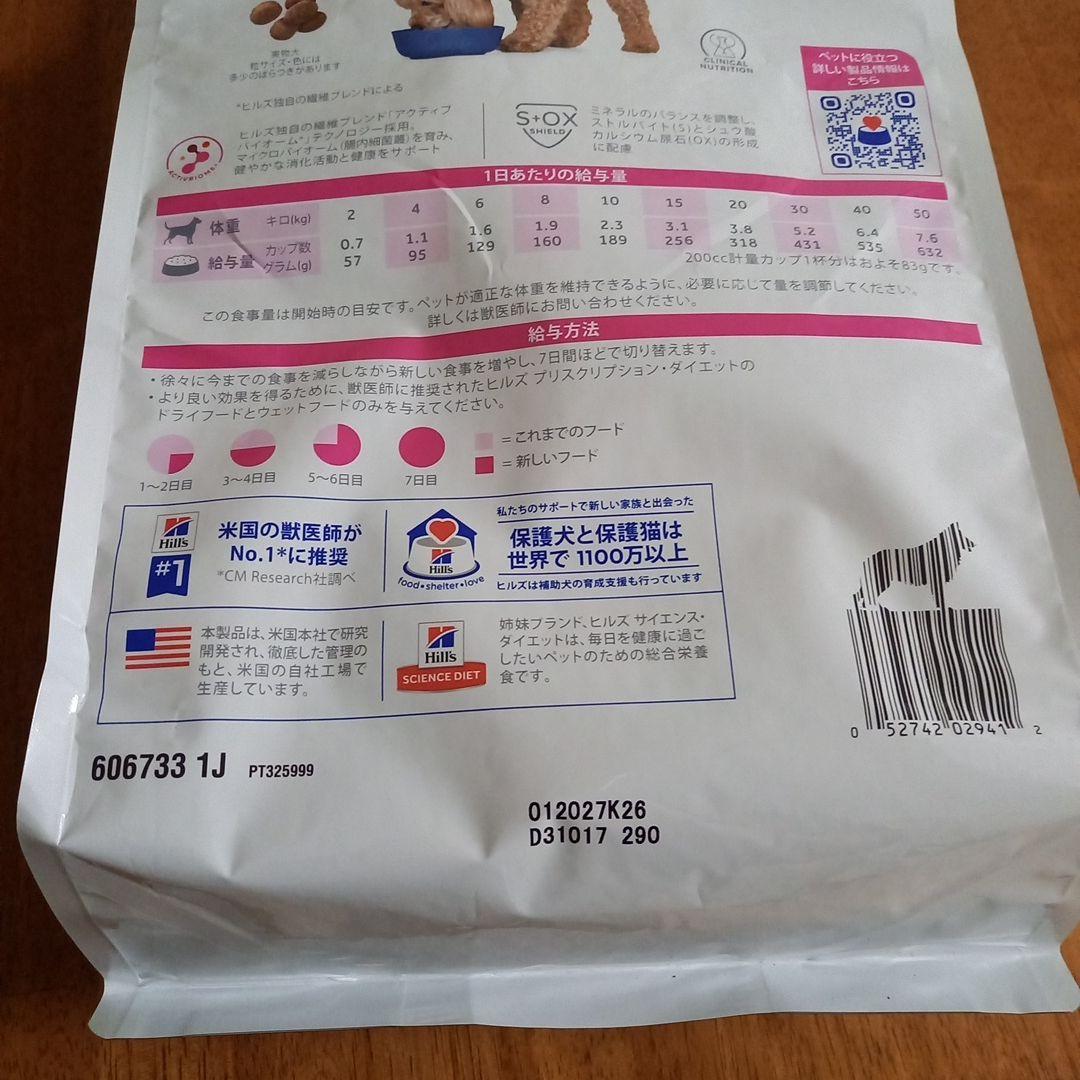 実物大
粒サイズ・色には
多少のばらつきがあります
CLINICAL
NUTRITION
ペットに役立つ
詳しい製品情報は
こちら
*ヒルズ独自の繊維ブレンドによる
ACTIVBIOME+
ヒルズ独自の繊維ブレンド「アクティブ
バイオーム⁺」テクノロジー採用。
マイクロバイオーム(腸内細菌叢)を育み、
健やかな消化活動と健康をサポート
S+OX
SHIELD
ミネラルのバランスを調整し、
ストルバイト(S)とシュウ酸
カルシウム尿石(OX)の形成
に配慮
1日あたりの給与量
体重 キロ(kg) 2 4 6 8 10 15 20 30 40 50
給与量 カップ数 0.7 1.1 1.6 1.9 2.3 3.1 3.8 5.2 6.4 7.6
グラム(g) 57 95 129 160 189 256 318 431 535 632
200cc計量カップ1杯分はおよそ83gです。
この食事量は開始時の目安です。ペットが適正な体重を維持できるように、必要に応じて量を調節してください。
詳しくは獣医師にお問い合わせください。
給与方法
・徐々に今までの食事を減らしながら新しい食事を増やし、7日間ほどで切り替えます。
・より良い効果を得るために、獣医師に推奨されたヒルズ プリスクリプション・ダイエットの
ドライフードとウェットフードのみを与えてください。
1〜2日目 3〜4日目 5〜6日目 7日目
=これまでのフード
=新しいフード
Hill's
#1
米国の獣医師が
No.1*に推奨
*CM Research社調べ
Hill's
food•shelter•love
私たちのサポートで新しい家族と出会った
保護犬と保護猫は
世界で 1100万以上
ヒルズは補助犬の育成支援も行っています
本製品は、米国本社で研究
開発され、徹底した管理の
もと、米国の自社工場で
生産しています。
Hill's
SCIENCE DIET
姉妹ブランド、ヒルズ サイエンス・
ダイエットは、毎日を健康に過ご
したいペットのための総合栄養
食です。
0 52742 02941 2
606733 1J PT325999
012027K26
D31017 290